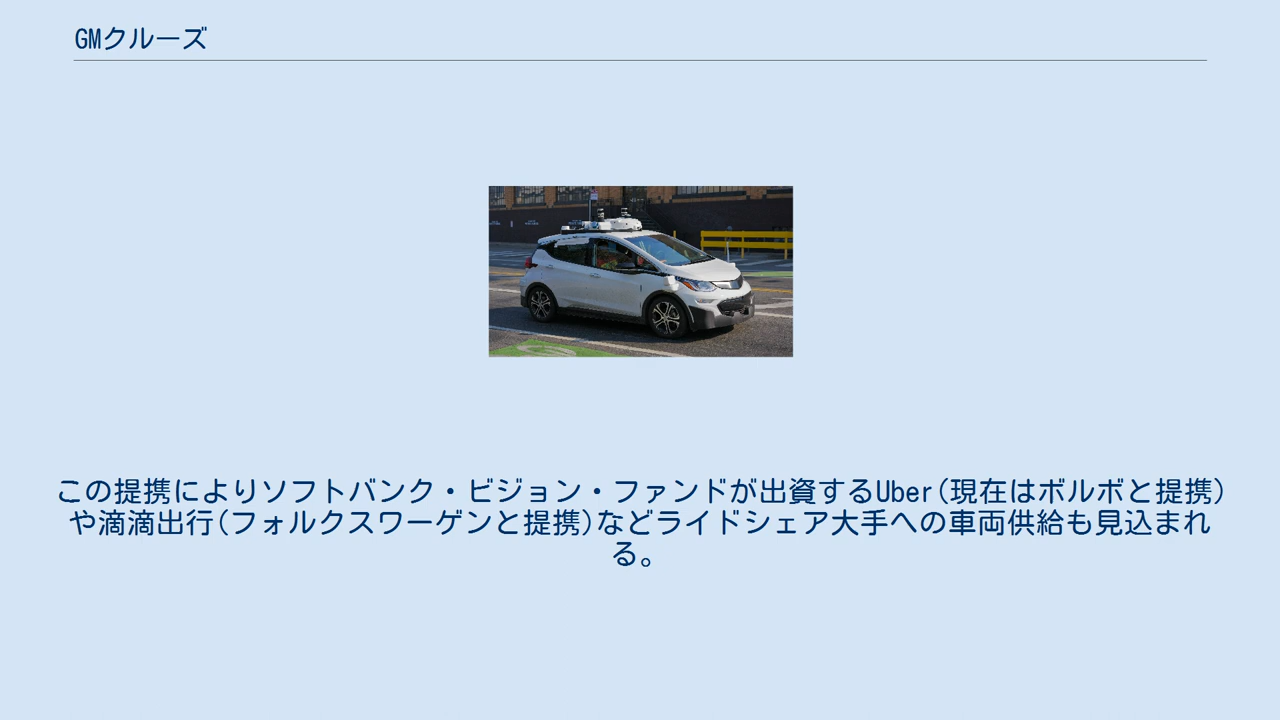 GMクルーズ
この提携によりソフトバンク・ビジョン・ファンドが出資するUber(現在はボルボと提携)
や滴滴出行(フォルクスワーゲンと提携)などライドシェア大手への車両供給も見込まれ
る。